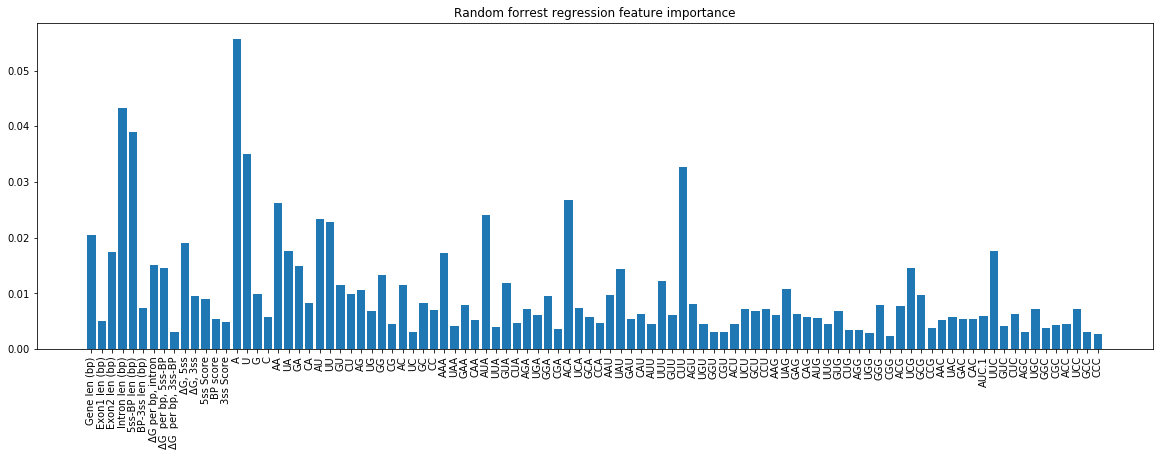 Random forrest regression feature importance
0.05
0.04
0.03
0.02
0.01
0.00
Gene len (bp)
Exon1 len (bp)
Exon2 len (bp)
Intron len (bp)
5ss-BP len (bp)
BP-3ss len (bp)
ΔG per bp, intron
ΔG  per bp, 5ss-BP
ΔG  per bp, 3ss-BP
ΔG, 5ss
ΔG, 3ss
5ss Score
BP score
3ss Score
A
U
G
C
AA
UA
GA
CA
AU
UU
GU
CU
AG
UG
GG
CG
AC
UC
GC
CC
AAA
UAA
GAA
CAA
AUA
UUA
GUA
CUA
AGA
UGA
GGA
CGA
ACA
UCA
GCA
CCA
AAU
UAU
GAU
CAU
AUU
UUU
GUU
CUU
AGU
UGU
GGU
CGU
ACU
UCU
GCU
CCU
AAG
UAG
GAG
CAG
AUG
UUG
GUG
CUG
AGG
UGG
GGG
CGG
ACG
UCG
GCG
CCG
AAC
UAC
GAC
CAC
AUC.1
UUC
GUC
CUC
AGC
UGC
GGC
CGC
ACC
UCC
GCC
CCC